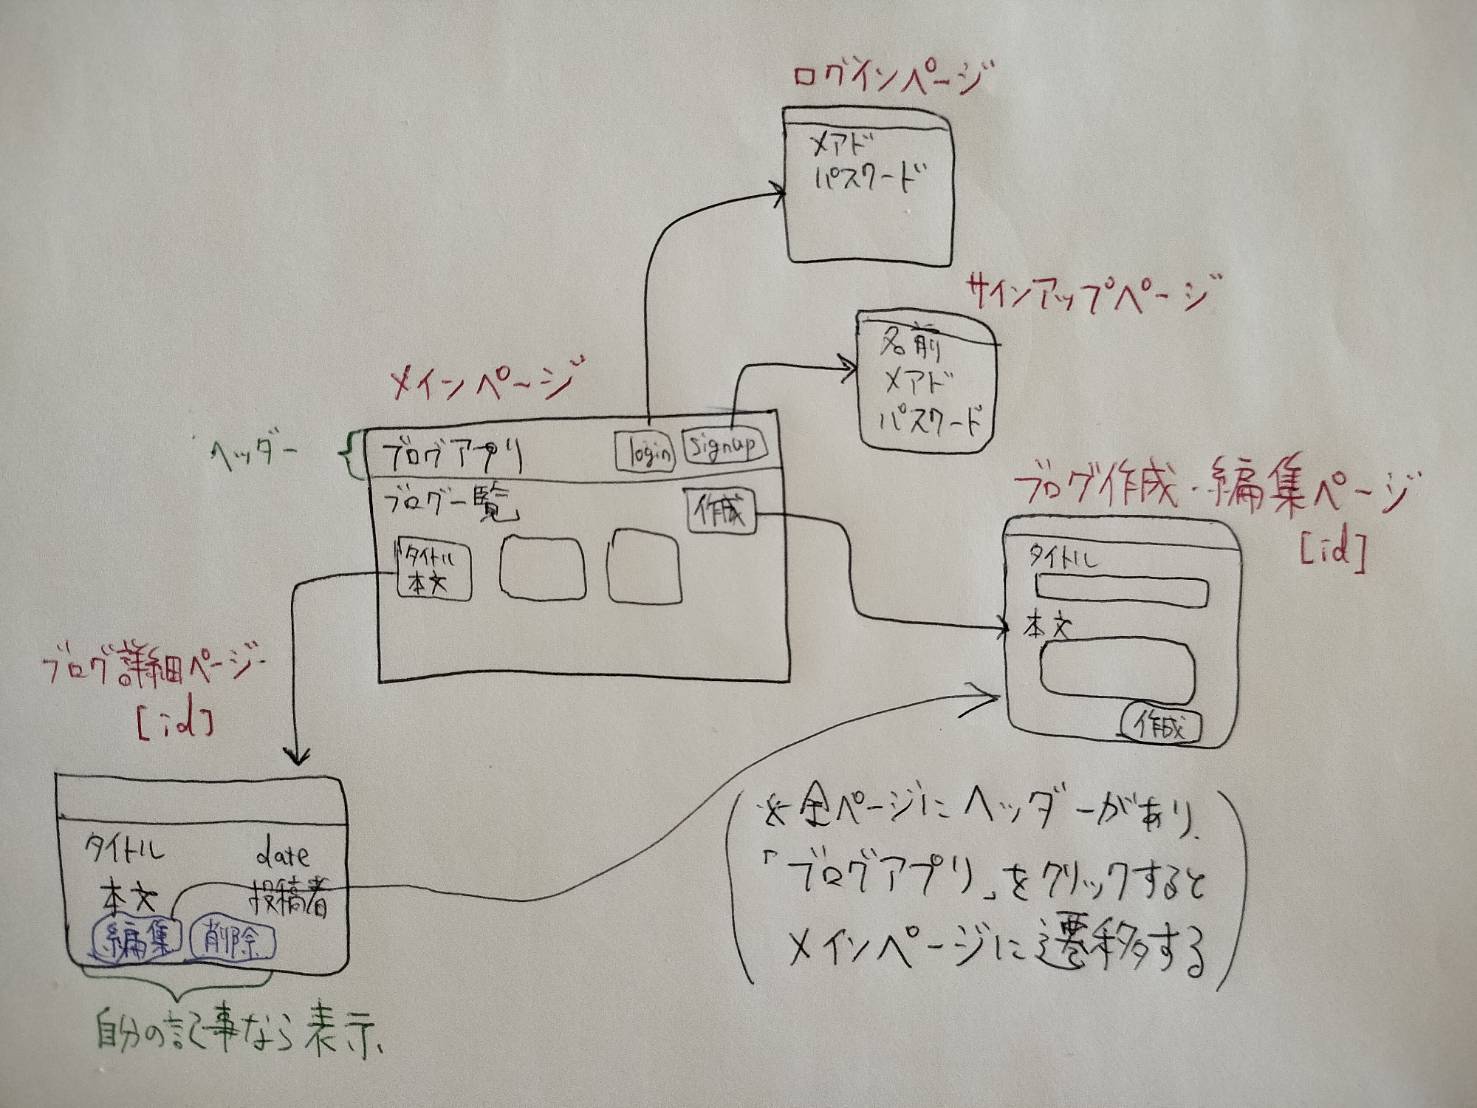 ログインページ
メアド
パスワード
サインアップページ
名前
メアド
パスワード
メインページ
ヘッダー
ブログアプリ
login
signup
ブログ一覧
作成
タイトル
本文
ブログ作成・編集ページ
[id]
タイトル
本文
作成
ブログ詳細ページ
[id]
タイトル
date
本文
投稿者
編集
削除
自分の記事なら表示、
※全ページにヘッダーがあり、
「ブログアプリ」をクリックすると
メインページに遷移する